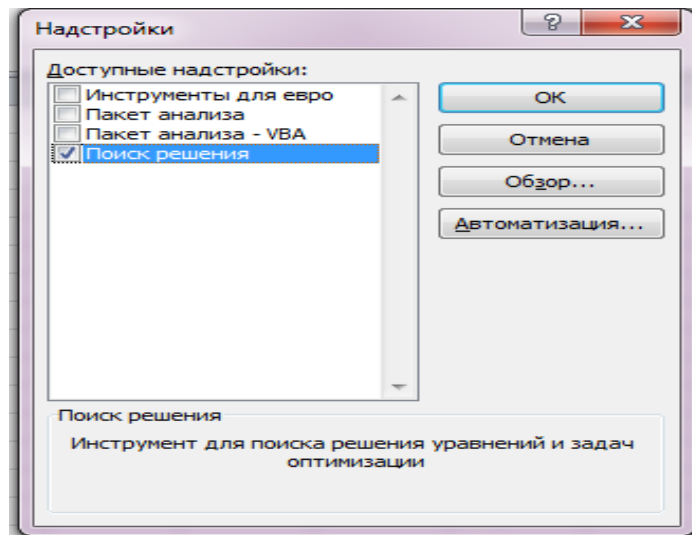 Надстройки
Доступные надстройки:
Инструменты для евро
Пакет анализа
Пакет анализа - VBA
Поиск решения
ОК
Отмена
Обзор...
Автоматизация...
Поиск решения
Инструмент для поиска решения уравнений и задач
оптимизации